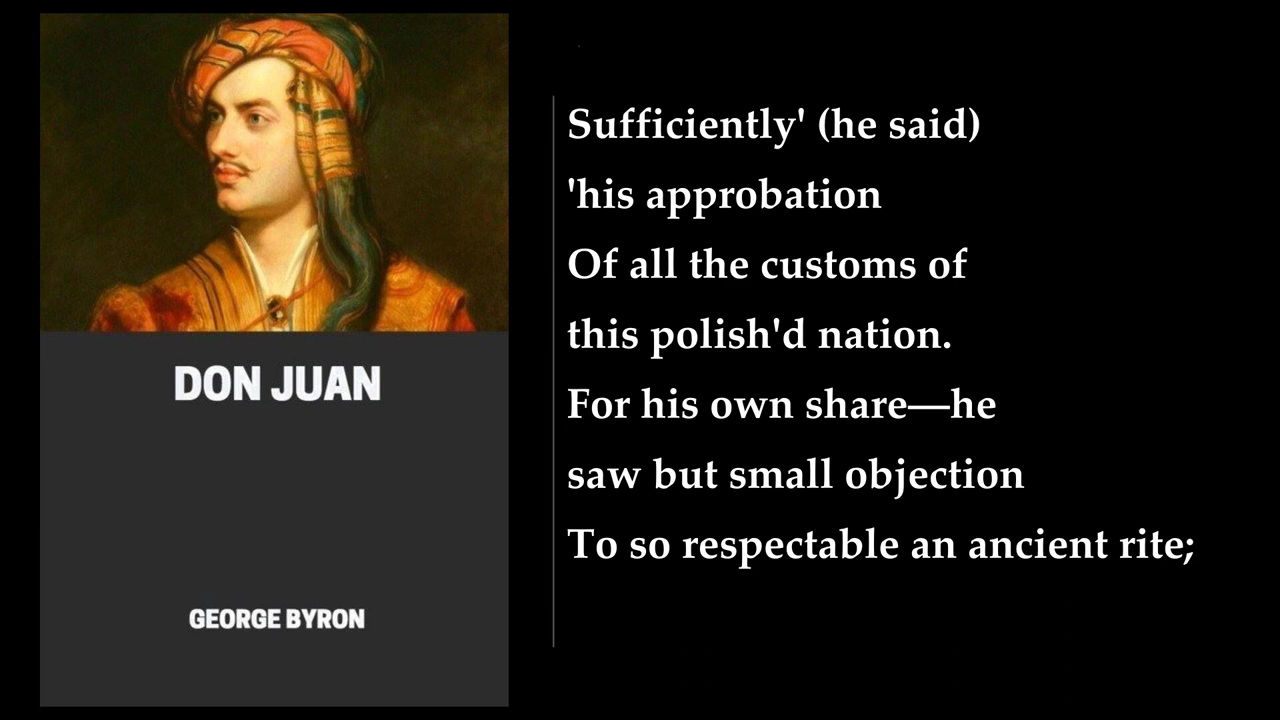 DON JUAN
GEORGE BYRON
Sufficiently' (he said)
'his approbation
Of all the customs of
this polish'd nation.
For his own share—he
saw but small objection
To so respectable an ancient rite;